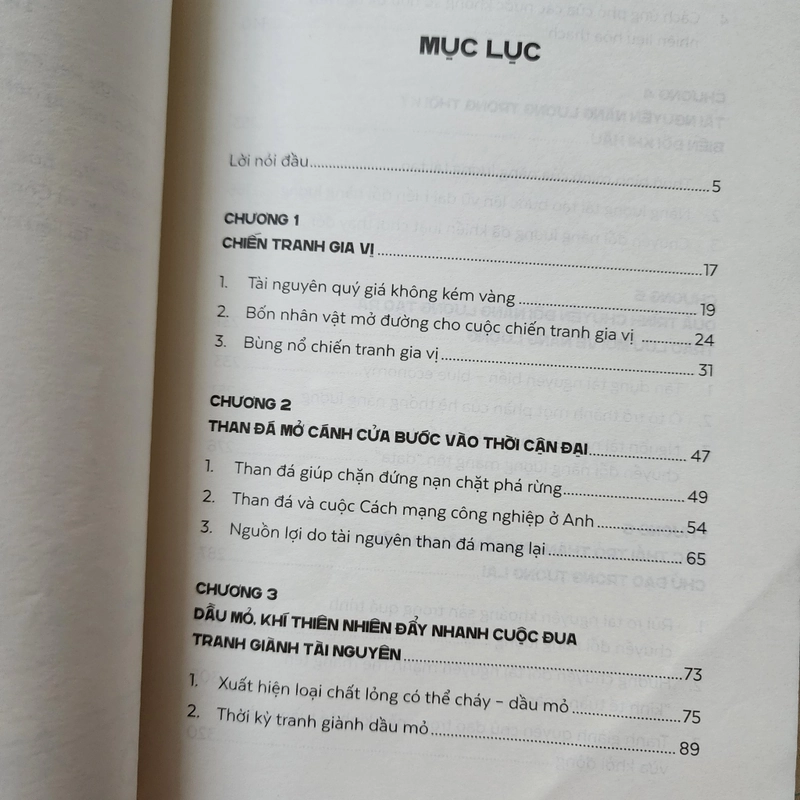 MỤC LỤC
Lời nói đầu........5
CHƯƠNG 1
CHIẾN TRANH GIA VỊ........17
1. Tài nguyên quý giá không kém vàng........19
2. Bốn nhân vật mở đường cho cuộc chiến tranh gia vị........24
3. Bùng nổ chiến tranh gia vị........31
CHƯƠNG 2
THAN ĐÁ MỞ CÁNH CỬA BƯỚC VÀO THỜI CẬN ĐẠI........47
1. Than đá giúp chặn đứng nạn chặt phá rừng........49
2. Than đá và cuộc Cách mạng công nghiệp ở Anh........54
3. Nguồn lợi do tài nguyên than đá mang lại........65
CHƯƠNG 3
DẦU MỎ, KHÍ THIÊN NHIÊN ĐẨY NHANH CUỘC ĐUA
TRANH GIÀNH TÀI NGUYÊN........73
1. Xuất hiện loại chất lỏng có thể cháy – dầu mỏ........75
2. Thời kỳ tranh giành dầu mỏ........89